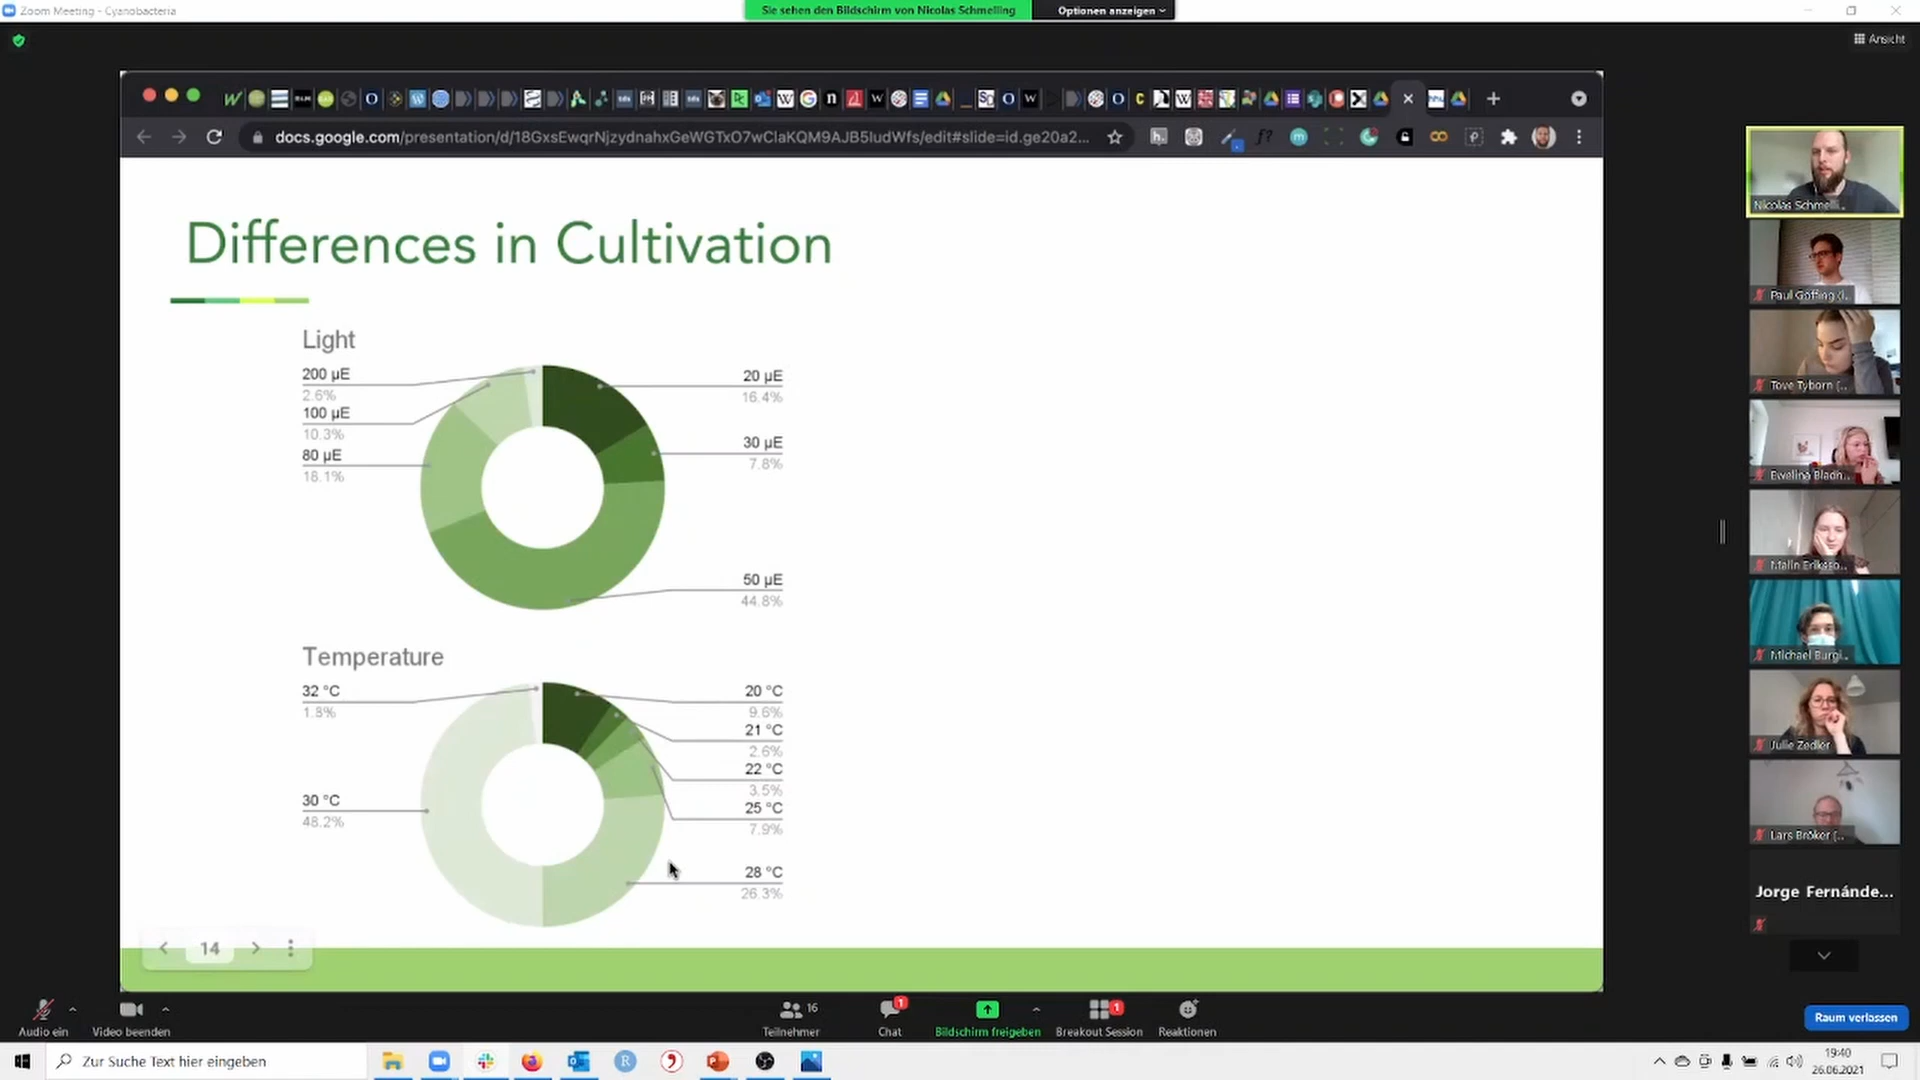 Zoom Meeting - Cyanobacteria
Sie sehen den Bildschirm von Nicolas Schmelling
Optionen anzeigen
Ansicht
docs.google.com/presentation/d/18GxsEwqrNjzydnahxGeWGTxO7wClaKQM9AJB5ludWfs/edit#slide=id.ge20a2...
Differences in Cultivation
Light
200 µE
2.6%
100 µE
10.3%
80 µE
18.1%
20 µE
16.4%
30 µE
7.8%
50 µE
44.8%
Temperature
32 °C
1.8%
30 °C
48.2%
20 °C
9.6%
21 °C
2.6%
22 °C
3.5%
25 °C
7.9%
28 °C
26.3%
14
Nicolas Schmelli...
Paul Göffing (i...
Tove Tyborn (...
Ewelina Bladh...
Malin Eriksso...
Michael Burgi...
Julie Zedler
Lars Bröker (...
Jorge Fernánde...
Audio ein
Video beenden
16
Teilnehmer
1
Chat
Bildschirm freigeben
1
Breakout Session
Reaktionen
Raum verlassen
Zur Suche Text hier eingeben
19:40
26.06.2021